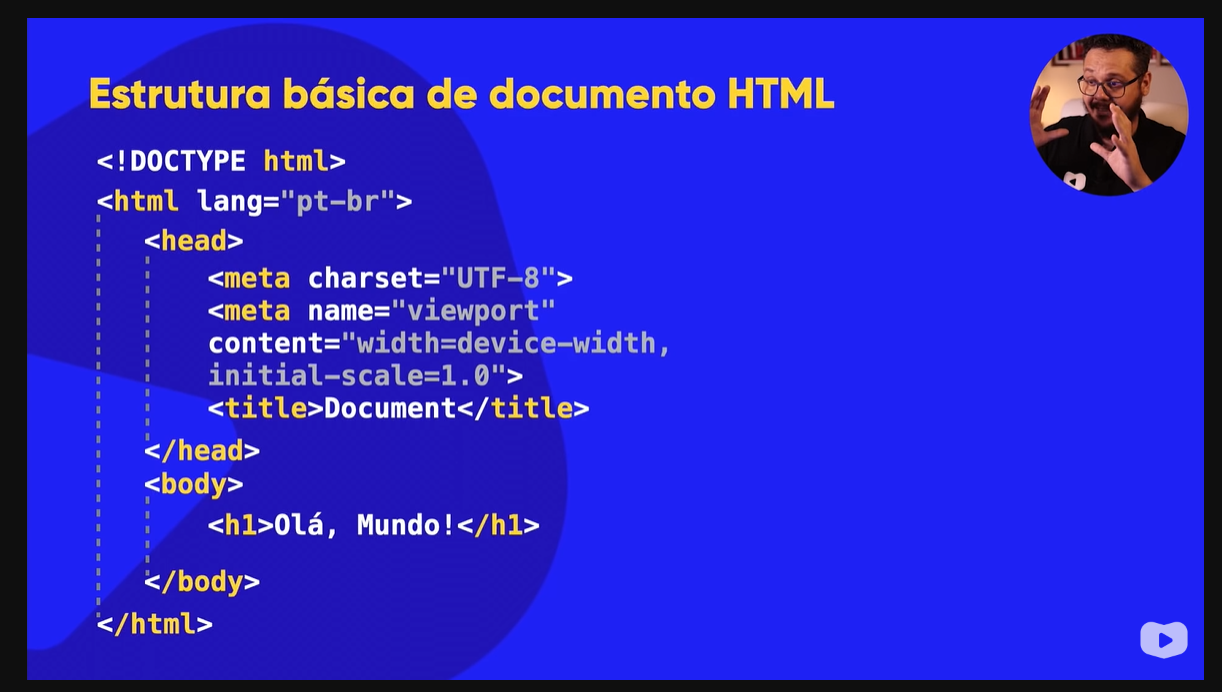 Estrutura básica de documento HTML
<!DOCTYPE html>
<html lang="pt-br">
<head>
<meta charset="UTF-8">
<meta name="viewport"
content="width=device-width,
initial-scale=1.0">
<title>Document</title>
</head>
<body>
<h1>Olá, Mundo!</h1>
</body>
</html>